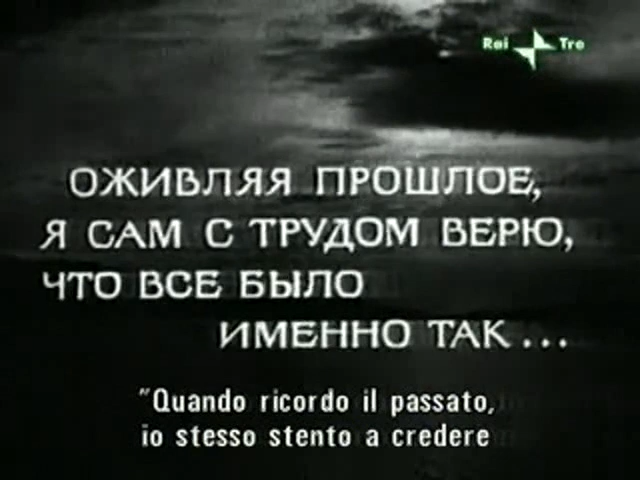 Rai Tre
ОЖИВЛЯЯ ПРОШЛОЕ,
Я САМ С ТРУДОМ ВЕРЮ,
ЧТО ВСЕ БЫЛО
ИМЕННО ТАК...
"Quando ricordo il passato,
io stesso stento a credere